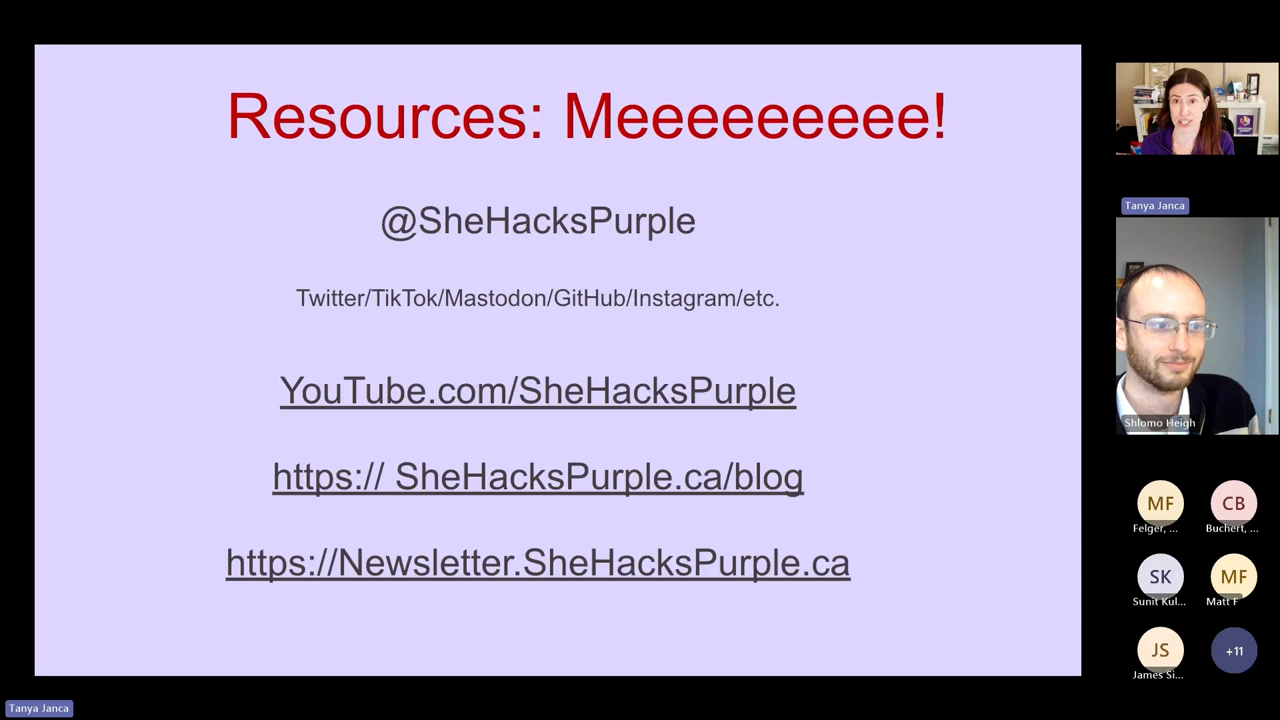 Resources: Meeeeeeeee!
@SheHacksPurple
Twitter/TikTok/Mastodon/GitHub/Instagram/etc.
YouTube.com/SheHacksPurple
https:// SheHacksPurple.ca/blog
https://Newsletter.SheHacksPurple.ca
Tanya Janca
Shlomo Heigh
MF
CB
Felger, ...
Buchert, ...
SK
MF
Sunit Kul...
Matt F
JS
+11
James Si...
Tanya Janca